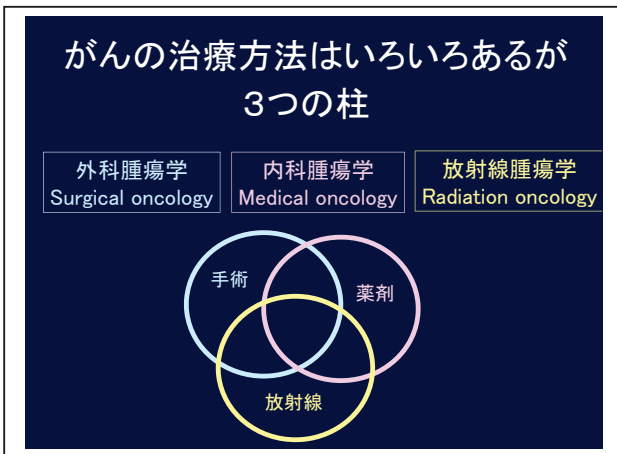 がんの治療方法はいろいろあるが
３つの柱
外科腫瘍学
Surgical oncology
内科腫瘍学
Medical oncology
放射線腫瘍学
Radiation oncology
手術
薬剤
放射線